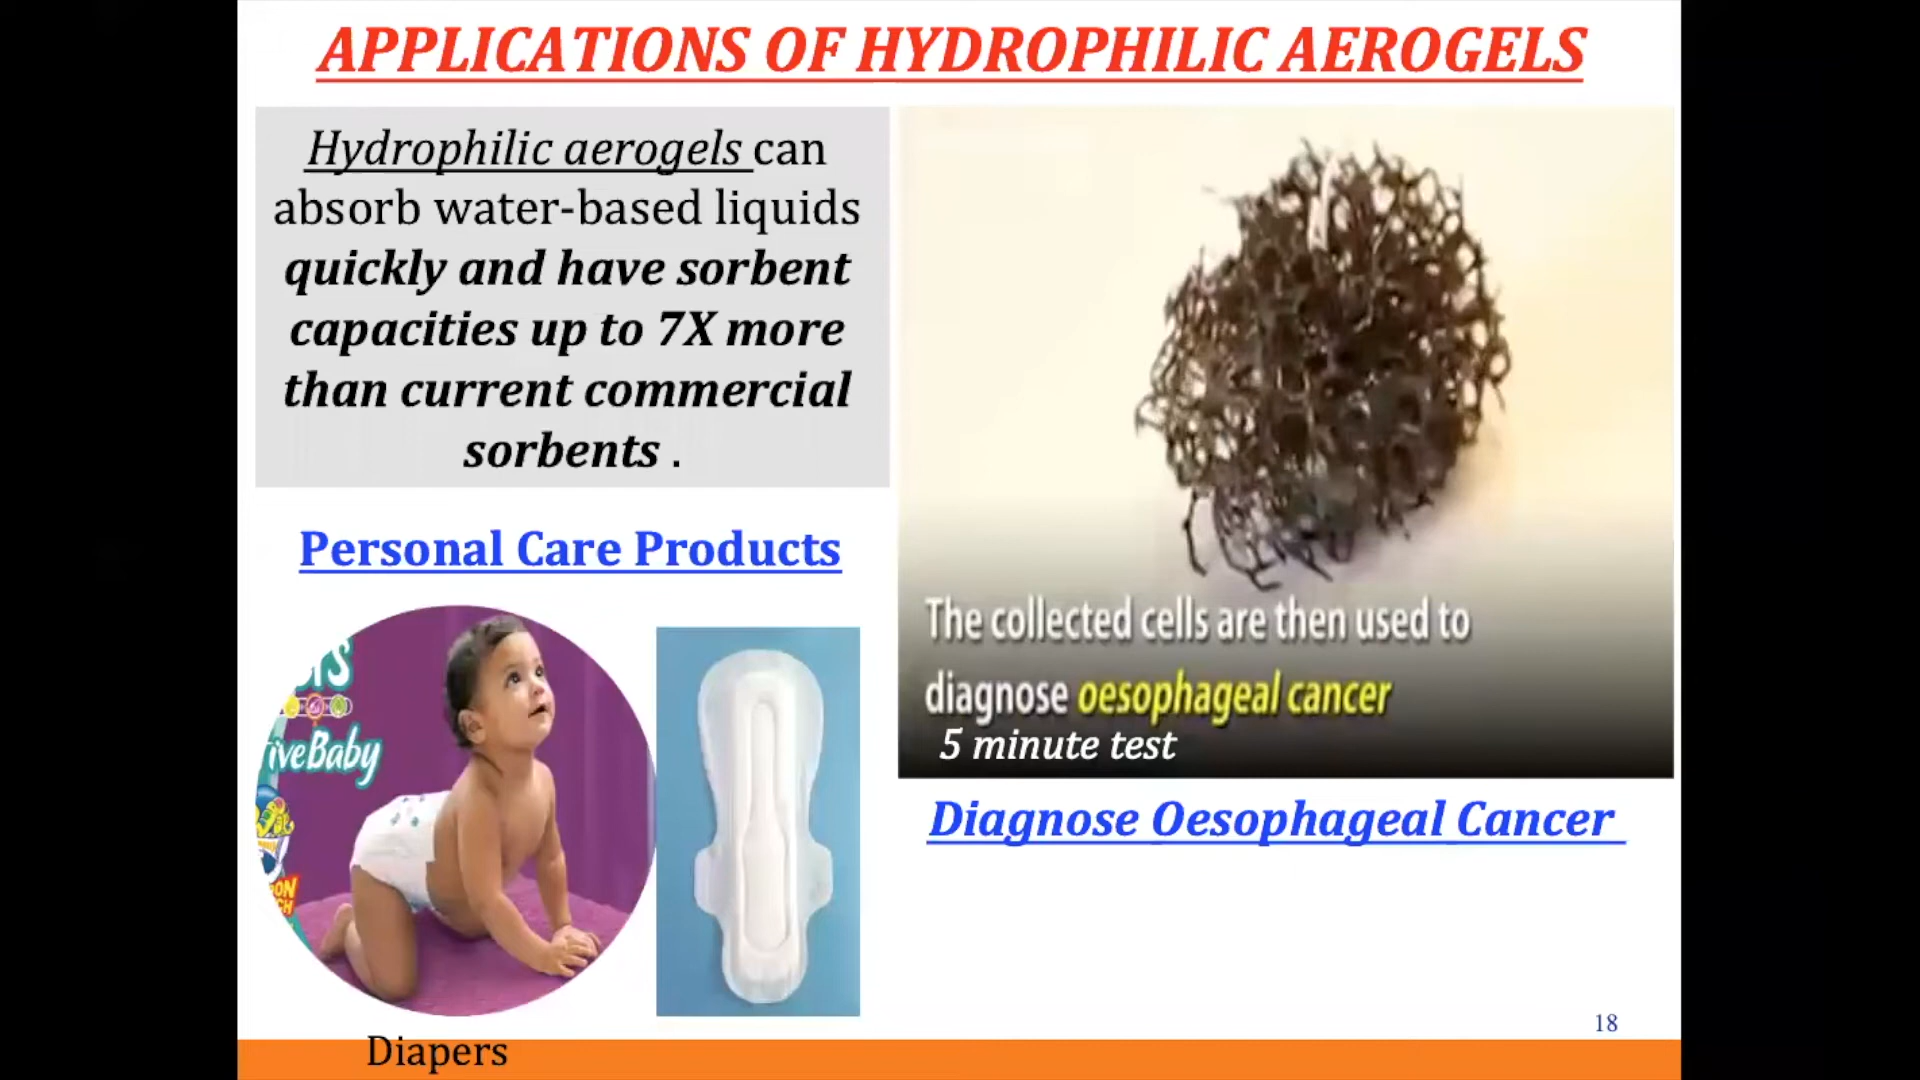 APPLICATIONS OF HYDROPHILIC AEROGELS
Hydrophilic aerogels can
absorb water-based liquids
quickly and have sorbent
capacities up to 7X more
than current commercial
sorbents .
Personal Care Products
iveBaby
Diapers
The collected cells are then used to
diagnose oesophageal cancer
5 minute test
Diagnose Oesophageal Cancer
18